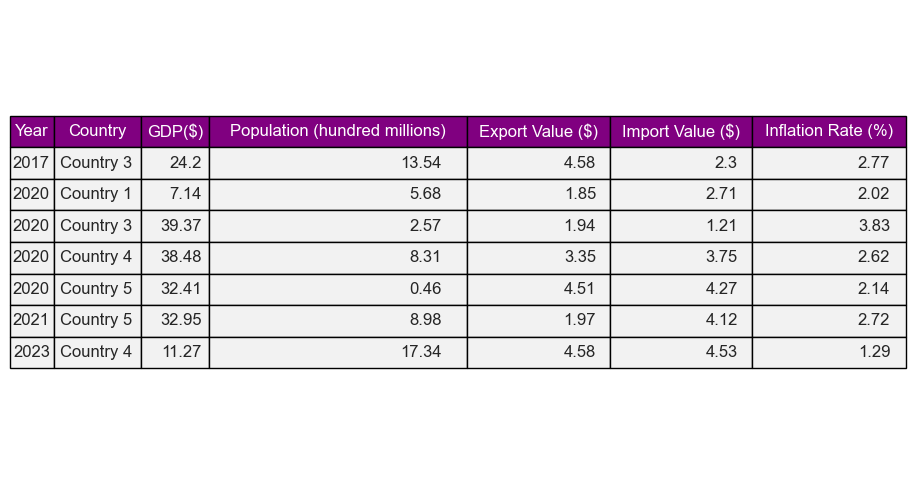 Year Country GDP($) Population (hundred millions) Export Value ($) Import Value ($) Inflation Rate (%)
2017 Country 3 24.2 13.54 4.58 2.3 2.77
2020 Country 1 7.14 5.68 1.85 2.71 2.02
2020 Country 3 39.37 2.57 1.94 1.21 3.83
2020 Country 4 38.48 8.31 3.35 3.75 2.62
2020 Country 5 32.41 0.46 4.51 4.27 2.14
2021 Country 5 32.95 8.98 1.97 4.12 2.72
2023 Country 4 11.27 17.34 4.58 4.53 1.29